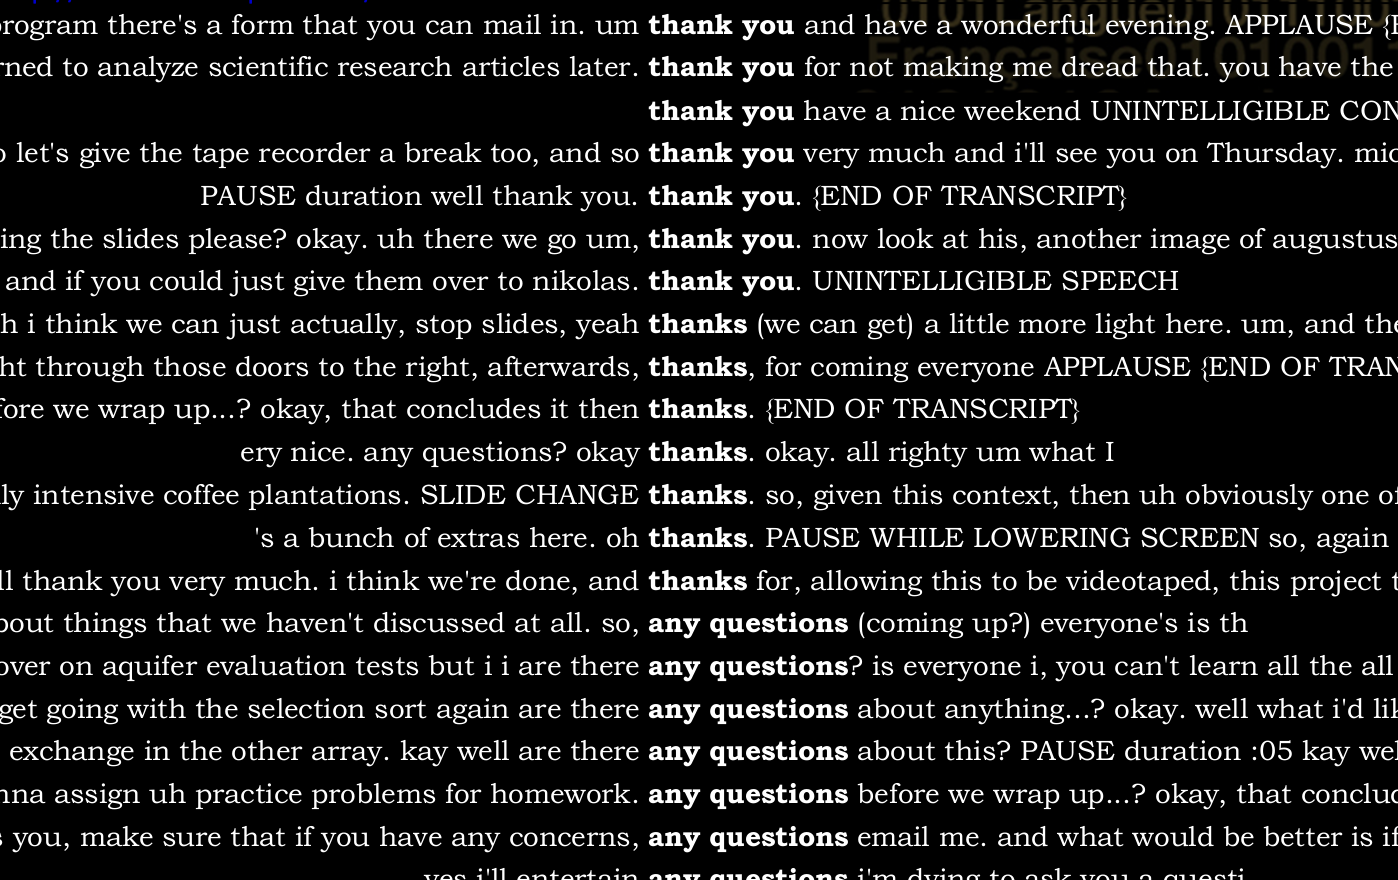 program there's a form that you can mail in. um thank you and have a wonderful evening. APPLAUSE {E
rned to analyze scientific research articles later. thank you for not making me dread that. you have the
thank you have a nice weekend UNINTELLIGIBLE CON
o let's give the tape recorder a break too, and so thank you very much and i'll see you on Thursday. mic
PAUSE duration well thank you. thank you. {END OF TRANSCRIPT}
ing the slides please? okay. uh there we go um, thank you. now look at his, another image of augustus
and if you could just give them over to nikolas. thank you. UNINTELLIGIBLE SPEECH
h i think we can just actually, stop slides, yeah thanks (we can get) a little more light here. um, and the
ht through those doors to the right, afterwards, thanks, for coming everyone APPLAUSE {END OF TRAN
fore we wrap up...? okay, that concludes it then thanks. {END OF TRANSCRIPT}
ery nice. any questions? okay thanks. okay. all righty um what I
ly intensive coffee plantations. SLIDE CHANGE thanks. so, given this context, then uh obviously one of
's a bunch of extras here. oh thanks. PAUSE WHILE LOWERING SCREEN so, again
ll thank you very much. i think we're done, and thanks for, allowing this to be videotaped, this project t
bout things that we haven't discussed at all. so, any questions (coming up?) everyone's is th
over on aquifer evaluation tests but i i are there any questions? is everyone i, you can't learn all the all
get going with the selection sort again are there any questions about anything...? okay. well what i'd lik
exchange in the other array. kay well are there any questions about this? PAUSE duration :05 kay wel
nna assign uh practice problems for homework. any questions before we wrap up...? okay, that conclud
s you, make sure that if you have any concerns, any questions email me. and what would be better is if
yes i'll entertain any questions i'm dying to ask you a questi